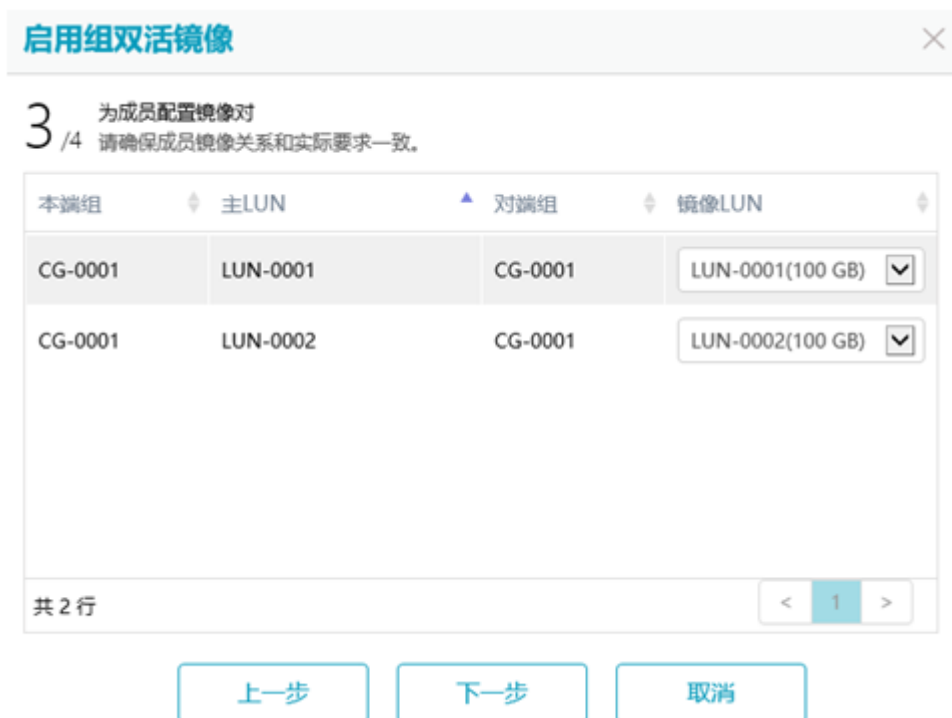 启用组双活镜像
3/4 为成员配置镜像对
请确保成员镜像关系和实际要求一致。
本端组 主LUN 对端组 镜像LUN
CG-0001 LUN-0001 CG-0001 LUN-0001(100 GB)
CG-0001 LUN-0002 CG-0001 LUN-0002(100 GB)
共 2 行 < 1 >
上一步 下一步 取消